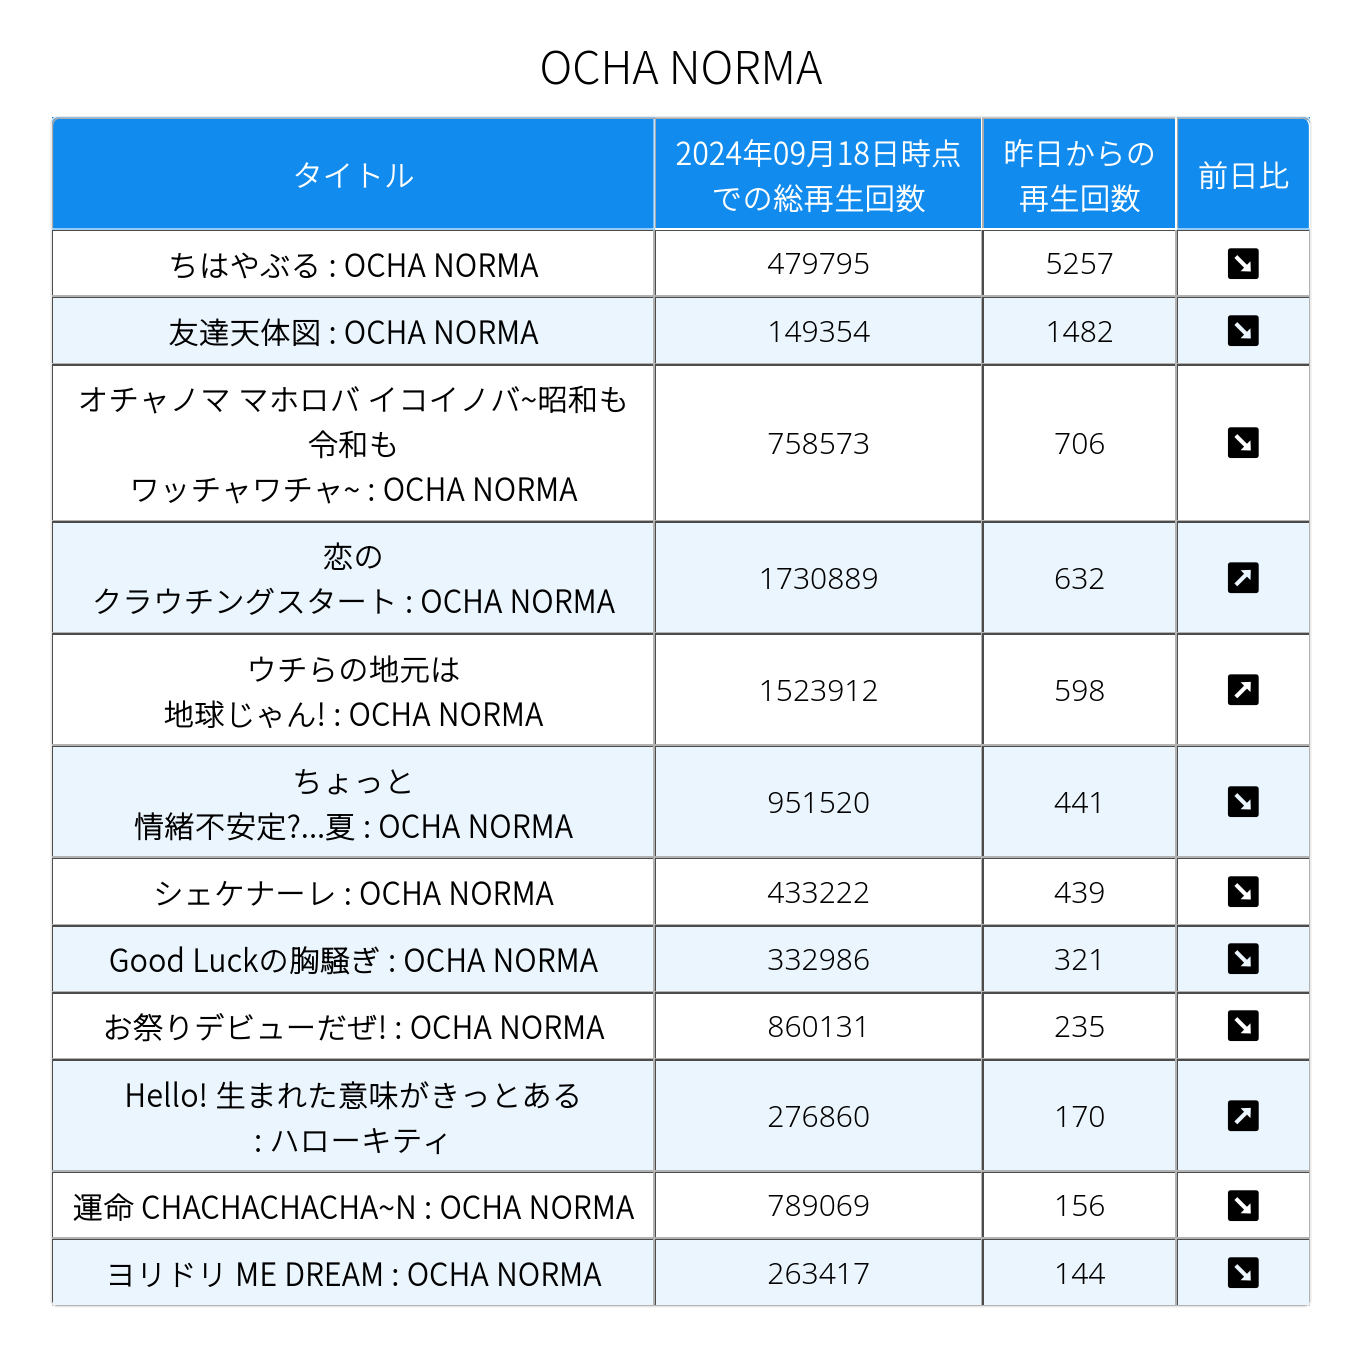 OCHA NORMA
タイトル
2024年09月18日時点
での総再生回数
昨日からの
再生回数
前日比
ちはやぶる : OCHA NORMA
479795
5257
友達天体図 : OCHA NORMA
149354
1482
オチャノマ マホロバ イコイノバ~昭和も
令和も
ワッチャワチャ~ : OCHA NORMA
758573
706
恋の
クラウチングスタート : OCHA NORMA
1730889
632
ウチらの地元は
地球じゃん! : OCHA NORMA
1523912
598
ちょっと
情緒不安定?...夏 : OCHA NORMA
951520
441
シェケナーレ : OCHA NORMA
433222
439
Good Luckの胸騒ぎ : OCHA NORMA
332986
321
お祭りデビューだぜ! : OCHA NORMA
860131
235
Hello! 生まれた意味がきっとある
: ハローキティ
276860
170
運命 CHACHACHACHA~N : OCHA NORMA
789069
156
ヨリドリ ME DREAM : OCHA NORMA
263417
144